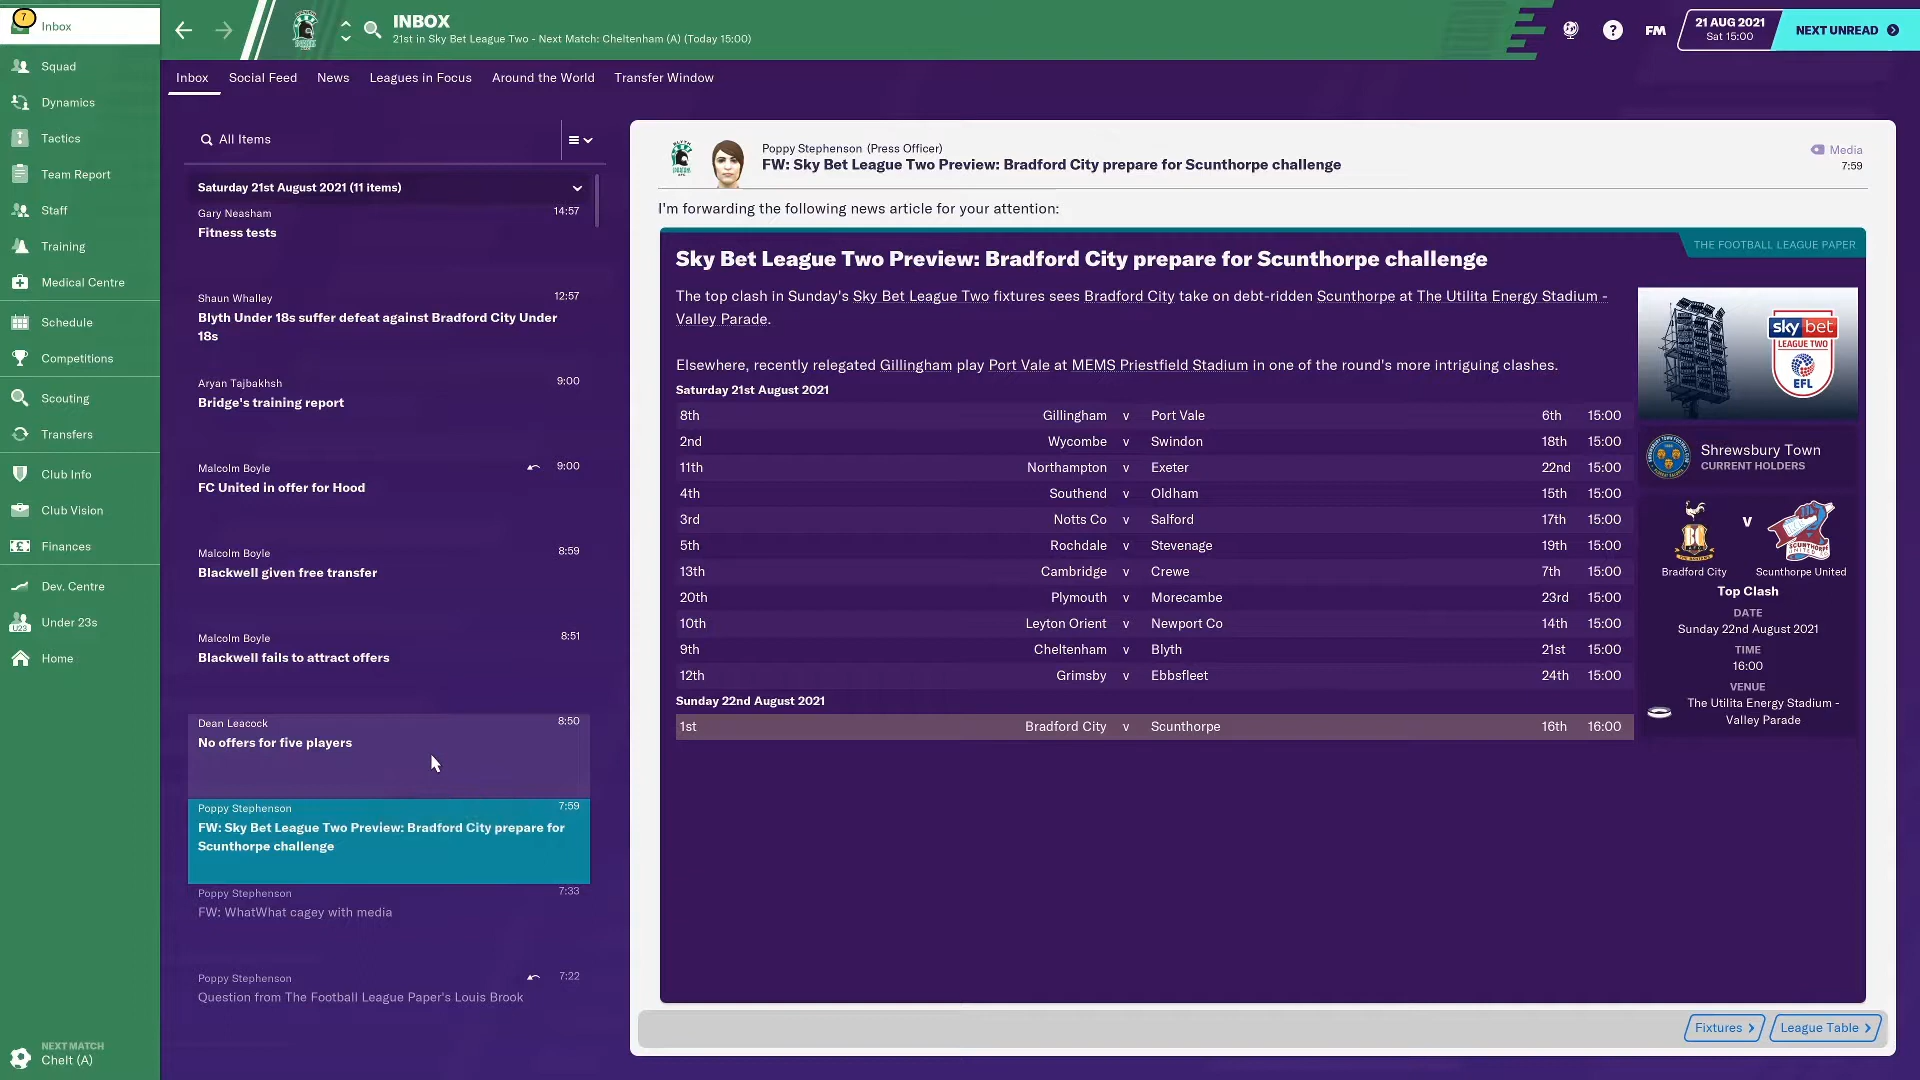 7
Inbox
Squad
Dynamics
Tactics
Team Report
Staff
Training
Medical Centre
Schedule
Competitions
Scouting
Transfers
Club Info
Club Vision
Finances
Dev. Centre
U23
Under 23s
Home
NEXT MATCH
Chelt (A)
INBOX
21st in Sky Bet League Two - Next Match: Cheltenham (A) (Today 15:00)
?
FM
21 AUG 2021
Sat 15:00
NEXT UNREAD
Inbox Social Feed News Leagues in Focus Around the World Transfer Window
All Items
Saturday 21st August 2021 (11 items)
Gary Neasham 14:57
Fitness tests
Shaun Whalley 12:57
Blyth Under 18s suffer defeat against Bradford City Under
18s
Aryan Tajbakhsh 9:00
Bridge's training report
Malcolm Boyle 9:00
FC United in offer for Hood
Malcolm Boyle 8:59
Blackwell given free transfer
Malcolm Boyle 8:51
Blackwell fails to attract offers
Dean Leacock 8:50
No offers for five players
Poppy Stephenson 7:59
FW: Sky Bet League Two Preview: Bradford City prepare for
Scunthorpe challenge
Poppy Stephenson 7:33
FW: WhatWhat cagey with media
Poppy Stephenson 7:22
Question from The Football League Paper's Louis Brook
Poppy Stephenson (Press Officer)
FW: Sky Bet League Two Preview: Bradford City prepare for Scunthorpe challenge
Media
7:59
I'm forwarding the following news article for your attention:
THE FOOTBALL LEAGUE PAPER
Sky Bet League Two Preview: Bradford City prepare for Scunthorpe challenge
The top clash in Sunday's Sky Bet League Two fixtures sees Bradford City take on debt-ridden Scunthorpe at The Utilita Energy Stadium -
Valley Parade.
Elsewhere, recently relegated Gillingham play Port Vale at MEMS Priestfield Stadium in one of the round's more intriguing clashes.
Saturday 21st August 2021
8th Gillingham v Port Vale 6th 15:00
2nd Wycombe v Swindon 18th 15:00
11th Northampton v Exeter 22nd 15:00
4th Southend v Oldham 15th 15:00
3rd Notts Co v Salford 17th 15:00
5th Rochdale v Stevenage 19th 15:00
13th Cambridge v Crewe 7th 15:00
20th Plymouth v Morecambe 23rd 15:00
10th Leyton Orient v Newport Co 14th 15:00
9th Cheltenham v Blyth 21st 15:00
12th Grimsby v Ebbsfleet 24th 15:00
Sunday 22nd August 2021
1st Bradford City v Scunthorpe 16th 16:00
sky bet
LEAGUE TWO
EFL
Shrewsbury Town
CURRENT HOLDERS
V
Bradford City Scunthorpe United
Top Clash
DATE
Sunday 22nd August 2021
TIME
16:00
VENUE
The Utilita Energy Stadium -
Valley Parade
Fixtures
League Table